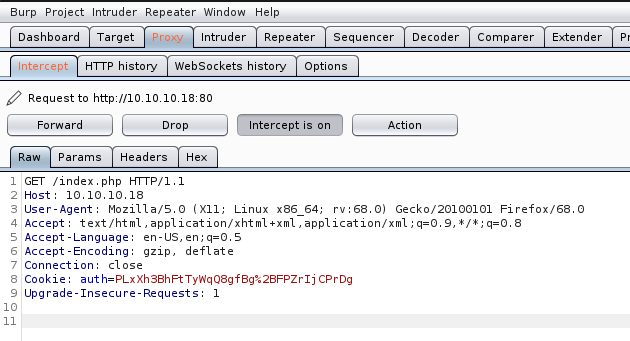 Burp Project Intruder Repeater Window Help
Dashboard Target Proxy Intruder Repeater Sequencer Decoder Comparer Extender
Intercept HTTP history WebSockets history Options
Request to http://10.10.10.18:80
Forward Drop Intercept is on Action
Raw Params Headers Hex
1 GET /index.php HTTP/1.1
2 Host: 10.10.10.18
3 User-Agent: Mozilla/5.0 (X11; Linux x86_64; rv:68.0) Gecko/20100101 Firefox/68.0
4 Accept: text/html,application/xhtml+xml,application/xml;q=0.9,*/*;q=0.8
5 Accept-Language: en-US,en;q=0.5
6 Accept-Encoding: gzip, deflate
7 Connection: close
8 Cookie: auth=PLxXh3BhFtTyWqQ8gfBg%2BFPZrIjCPrDg
9 Upgrade-Insecure-Requests: 1
10
11